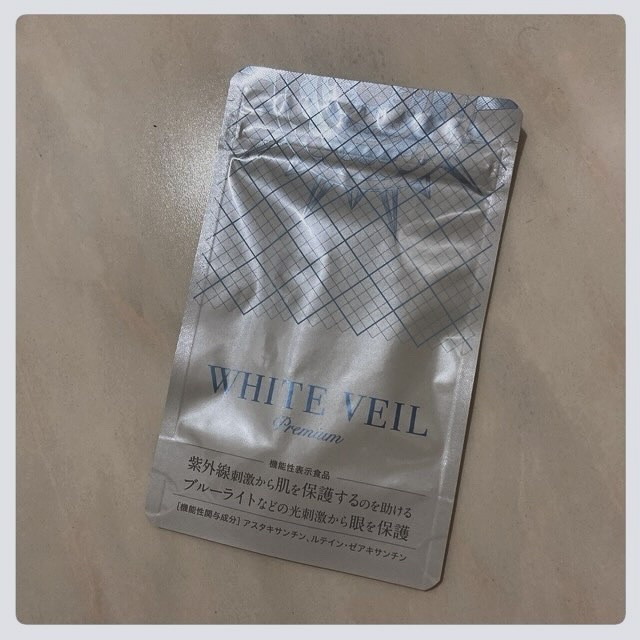 WHITE VEIL
Premium
機能性表示食品
紫外線刺激から肌を保護するのを助ける
ブルーライトなどの光刺激から眼を保護
[機能性関与成分] アスタキサンチン、ルテイン・ゼアキサンチン